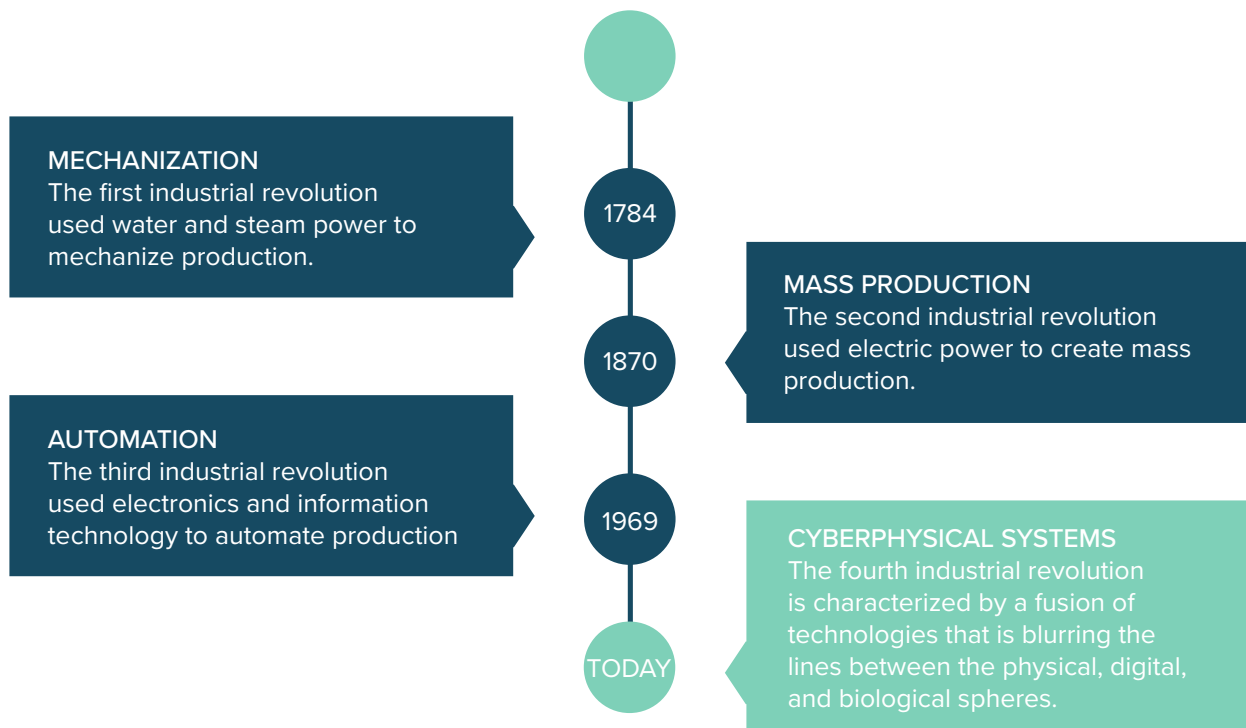 MECHANIZATION
The first industrial revolution
used water and steam power to
mechanize production.
1784
MASS PRODUCTION
The second industrial revolution
used electric power to create mass
production.
1870
AUTOMATION
The third industrial revolution
used electronics and information
technology to automate production
1969
CYBERPHYSICAL SYSTEMS
The fourth industrial revolution
is characterized by a fusion of
technologies that is blurring the
lines between the physical, digital,
and biological spheres.
TODAY